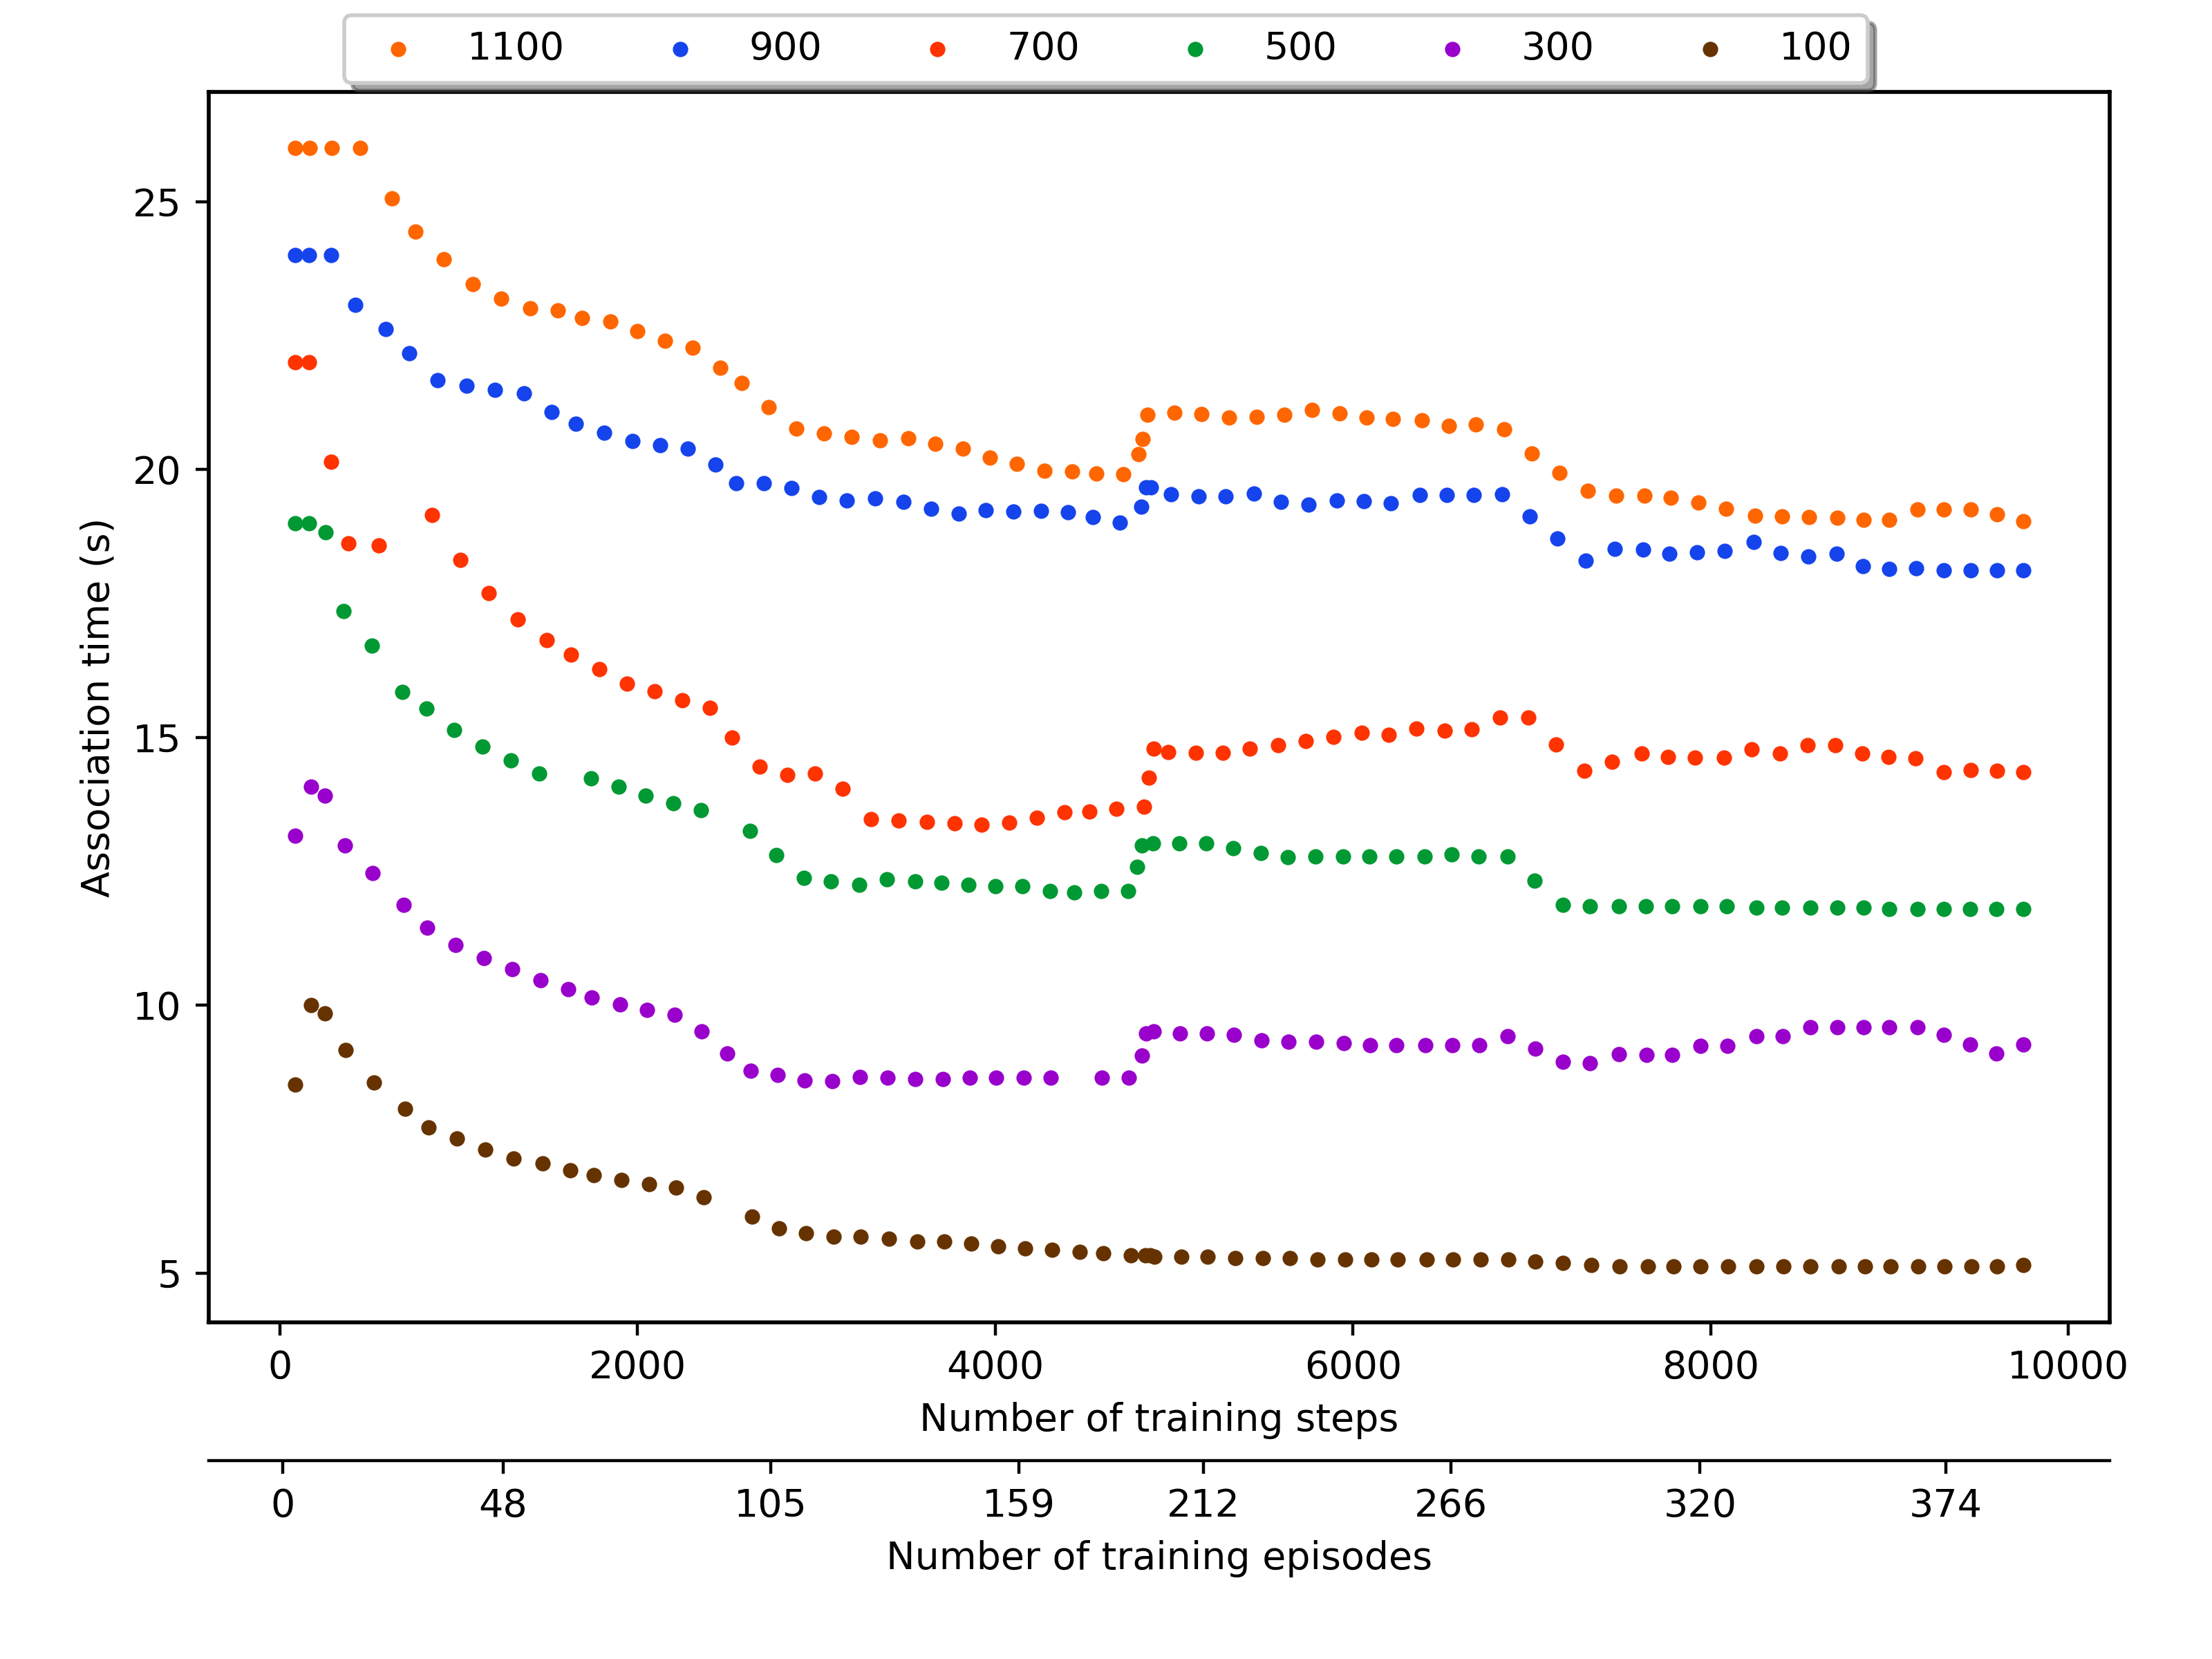 1100 900 700 500 300 100
25
20
15
10
5
Association time (s)
0 2000 4000 6000 8000 10000
Number of training steps
0 48 105 159 212 266 320 374
Number of training episodes